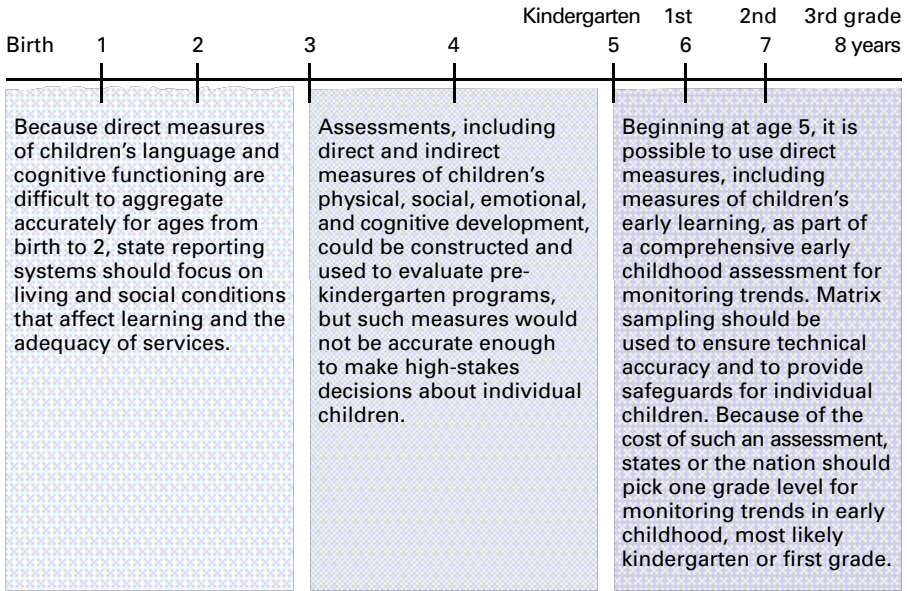 Kindergarten 1st 2nd 3rd grade
Birth 1 2 3 4 5 6 7 8 years
Because direct measures
of children's language and
cognitive functioning are
difficult to aggregate
accurately for ages from
birth to 2, state reporting
systems should focus on
living and social conditions
that affect learning and the
adequacy of services.
Assessments, including
direct and indirect
measures of children's
physical, social, emotional,
and cognitive development,
could be constructed and
used to evaluate pre-
kindergarten programs,
but such measures would
not be accurate enough
to make high-stakes
decisions about individual
children.
Beginning at age 5, it is
possible to use direct
measures, including
measures of children's
early learning, as part of
a comprehensive early
childhood assessment for
monitoring trends. Matrix
sampling should be
used to ensure technical
accuracy and to provide
safeguards for individual
children. Because of the
cost of such an assessment,
states or the nation should
pick one grade level for
monitoring trends in early
childhood, most likely
kindergarten or first grade.